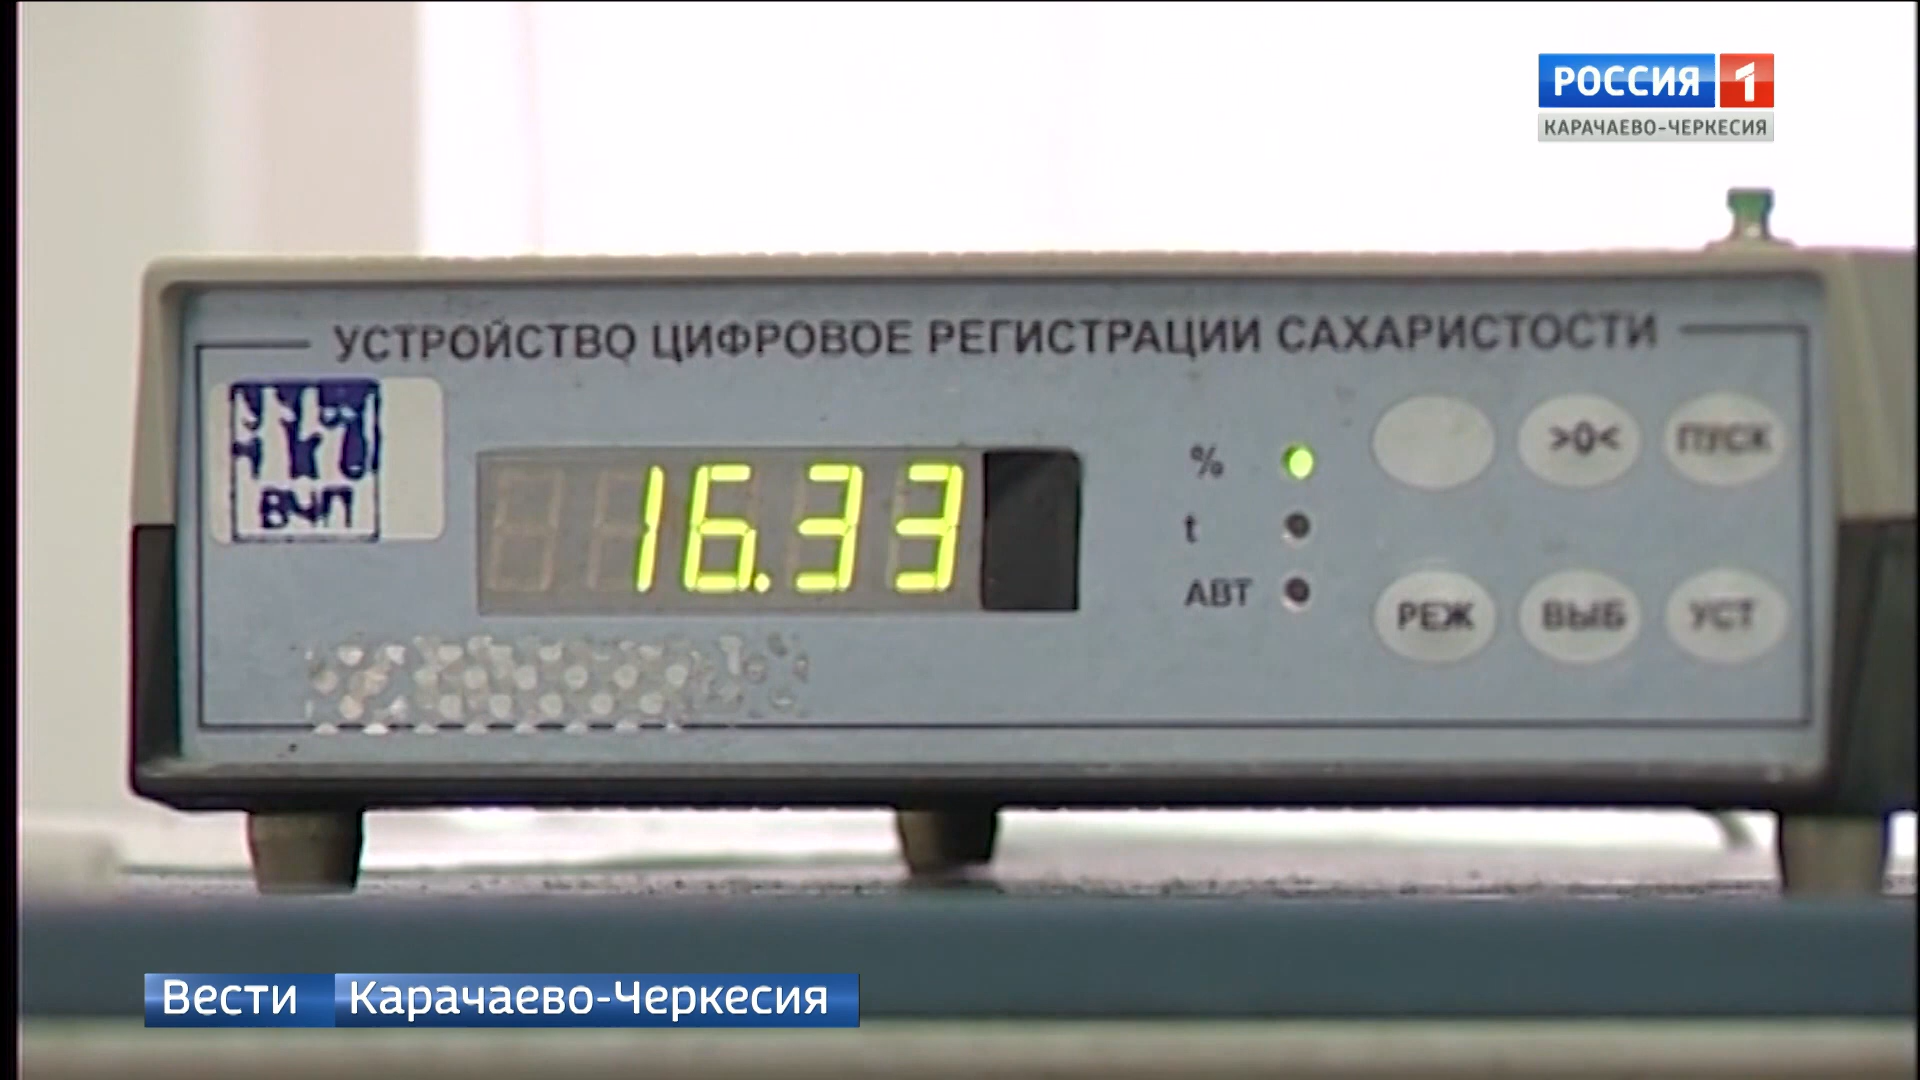 РОССИЯ 1
КАРАЧАЕВО-ЧЕРКЕСИЯ
УСТРОЙСТВО ЦИФРОВОЕ РЕГИСТРАЦИИ САХАРИСТОСТИ
ВЧП
16.33
%
t
АВТ
>0<
ПУСК
РЕЖ
ВЫБ
УСТ
Вести Карачаево-Черкесия